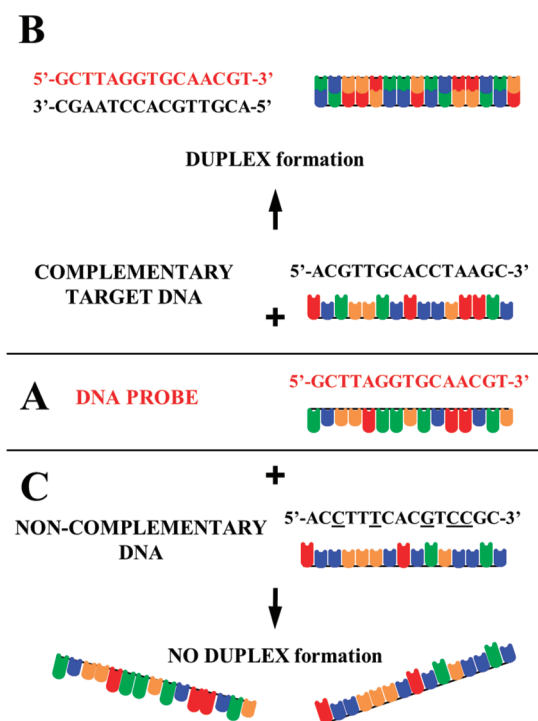 B
5’-GCTTAGGTGCAACGT-3’
3’-CGAATCCACGTTGCA-5’
DUPLEX formation
COMPLEMENTARY
TARGET DNA
5’-ACGTTGCACCTAAGC-3’
+
A
DNA PROBE
5’-GCTTAGGTGCAACGT-3’
+
C
NON-COMPLEMENTARY
DNA
5’-ACCTTTCACGTCCGC-3’
NO DUPLEX formation